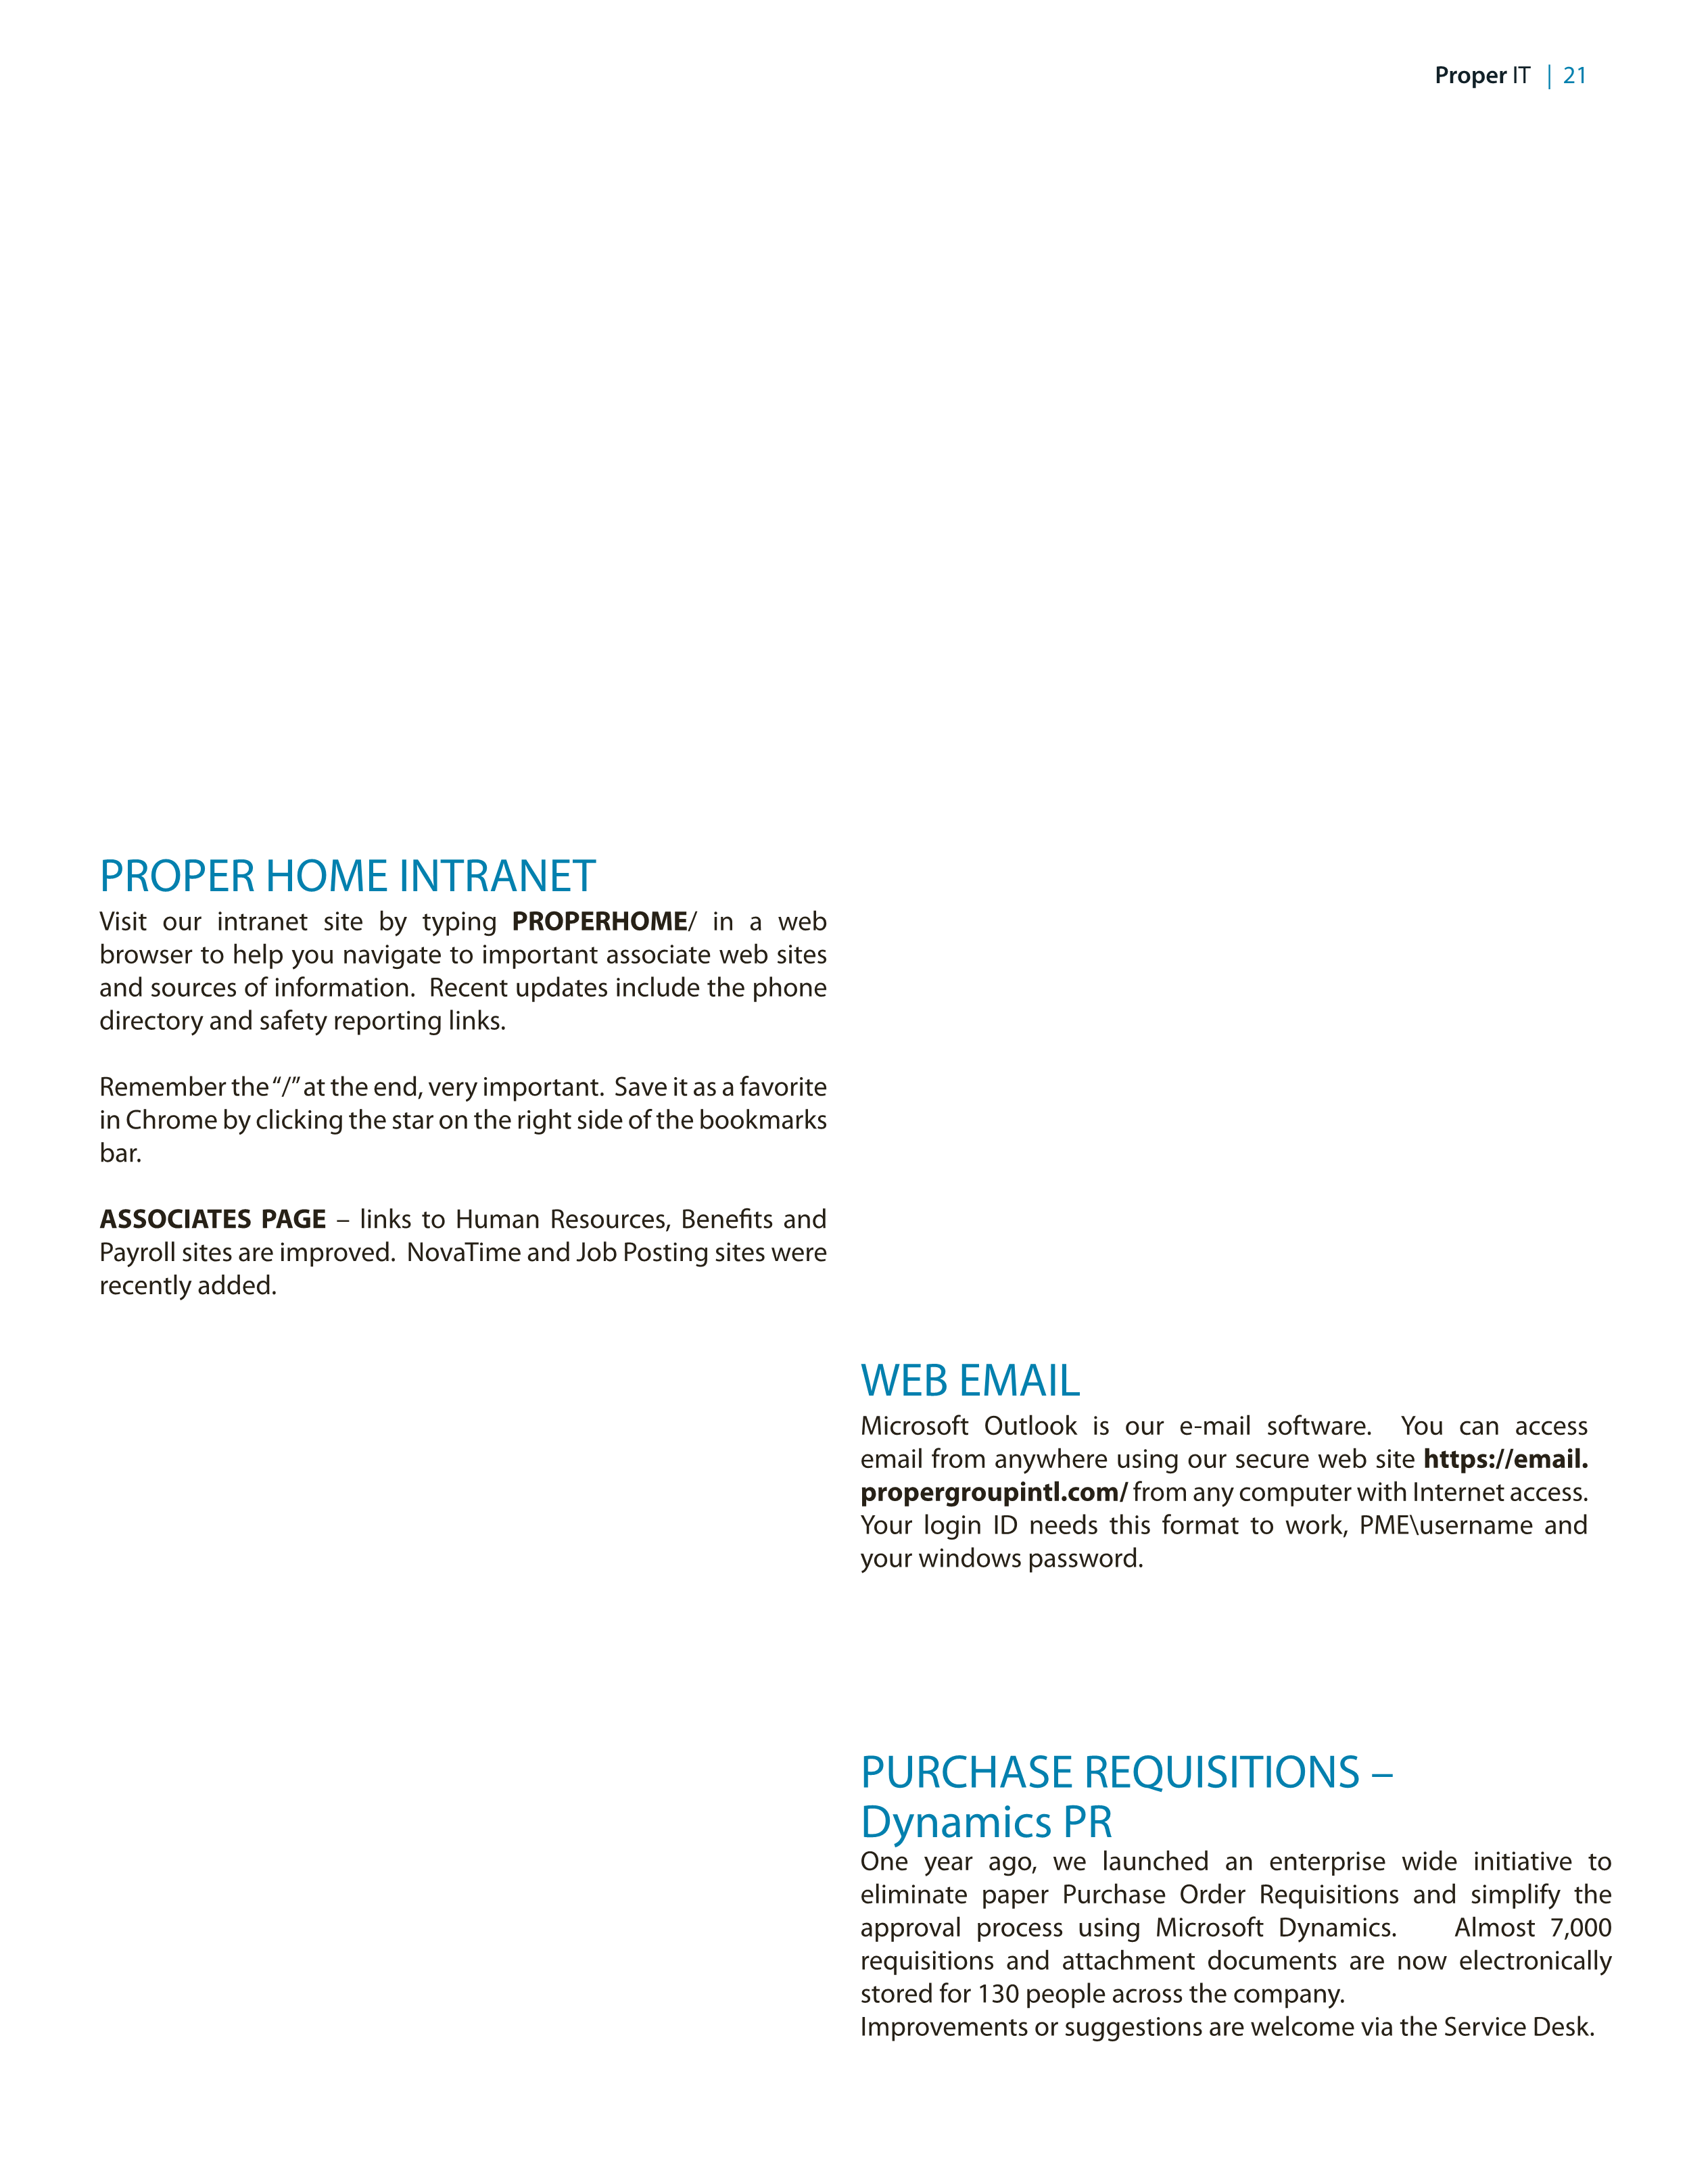 Proper IT | 21
PROPER HOME INTRANET
Visit our intranet site by typing PROPERHOME/ in a web
browser to help you navigate to important associate web sites
and sources of information.  Recent updates include the phone
directory and safety reporting links.
Remember the “/” at the end, very important.  Save it as a favorite
in Chrome by clicking the star on the right side of the bookmarks
bar.
ASSOCIATES PAGE – links to Human Resources, Benefits and
Payroll sites are improved.  NovaTime and Job Posting sites were
recently added.
WEB EMAIL
Microsoft Outlook is our e-mail software.  You can access
email from anywhere using our secure web site https://email.
propergroupintl.com/ from any computer with Internet access.
Your login ID needs this format to work, PME\username and
your windows password.
PURCHASE REQUISITIONS –
Dynamics PR
One year ago, we launched an enterprise wide initiative to
eliminate paper Purchase Order Requisitions and simplify the
approval process using Microsoft Dynamics.   Almost 7,000
requisitions and attachment documents are now electronically
stored for 130 people across the company.
Improvements or suggestions are welcome via the Service Desk.